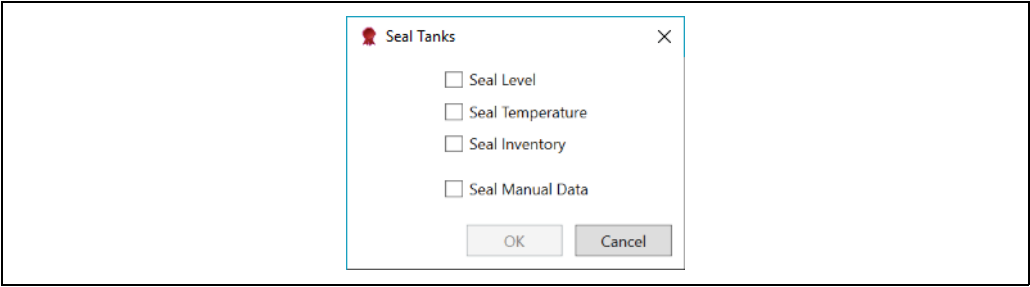 Seal Tanks
Seal Level
Seal Temperature
Seal Inventory
Seal Manual Data
OK Cancel